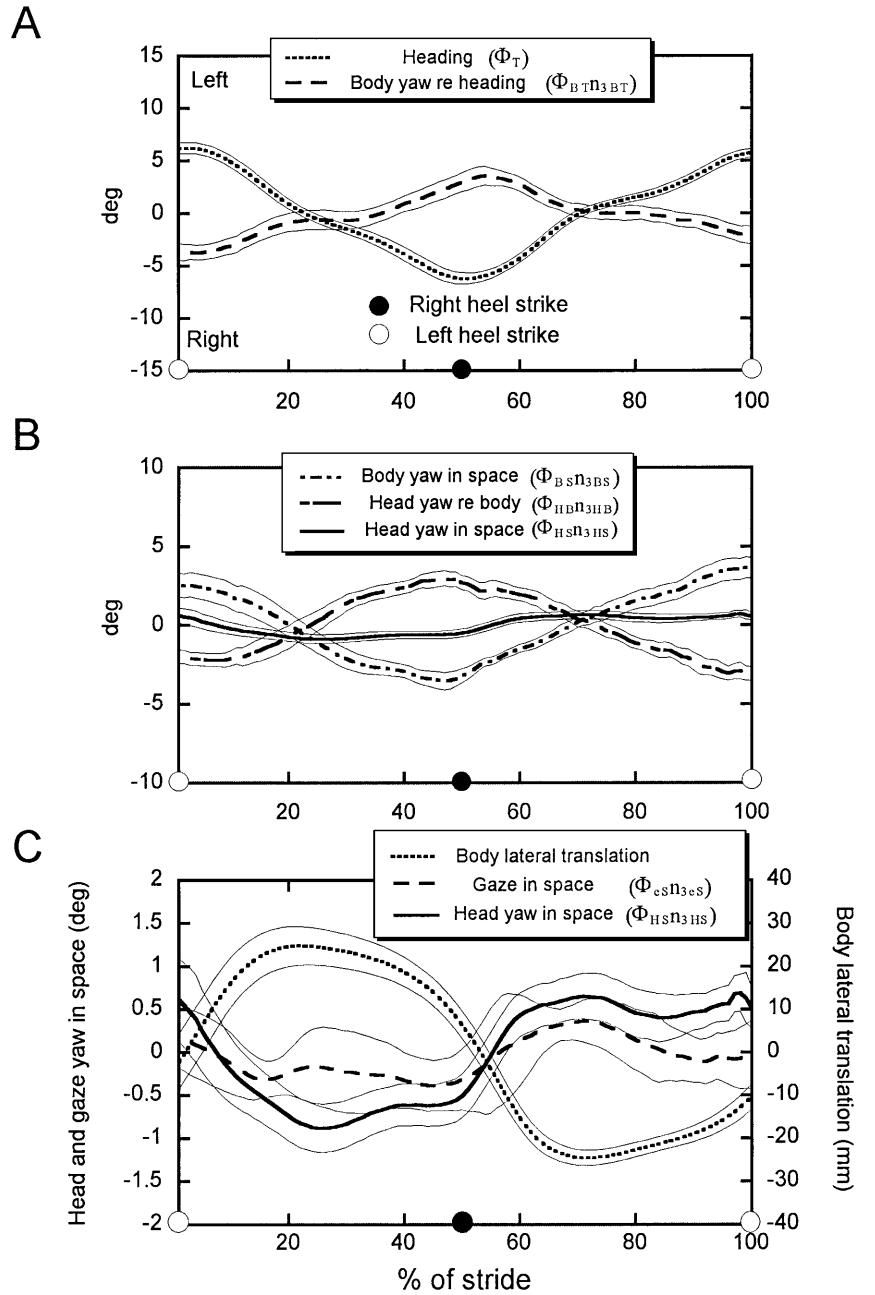 A
15
10
5
0
-5
-10
-15
deg
Left
Heading (ΦT)
Body yaw re heading (ΦBTn3BT)
Right heel strike
Left heel strike
Right
20 40 60 80 100
B
10
5
0
-5
-10
deg
Body yaw in space (ΦBSn3BS)
Head yaw re body (ΦHBn3HB)
Head yaw in space (ΦHSn3HS)
20 40 60 80 100
C
Head and gaze yaw in space (deg)
2
1.5
1
0.5
0
-0.5
-1
-1.5
-2
Body lateral translation
Gaze in space (ΦeSn3eS)
Head yaw in space (ΦHSn3HS)
40
30
20
10
0
-10
-20
-30
-40
Body lateral translation (mm)
20 40 60 80 100
% of stride